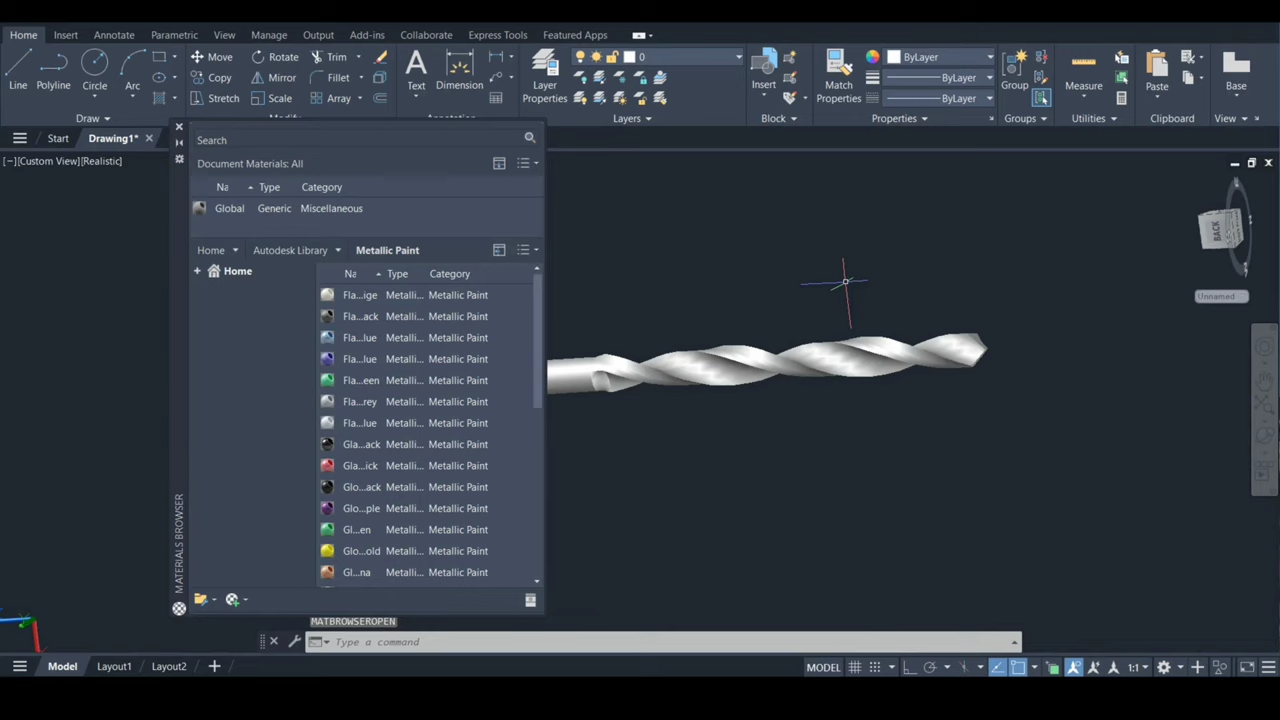 Home Insert Annotate Parametric View Manage Output Add-ins Collaborate Express Tools Featured Apps
Move Rotate Trim 0 ByLayer
Line Polyline Circle Arc Copy Mirror Fillet Text Dimension Layer Properties Insert Match Properties ByLayer Group Measure Paste Base
Stretch Scale Array ByLayer
Draw Layers Block Properties Groups Utilities Clipboard View
Start Drawing1*
[−][Custom View][Realistic]
Search
Document Materials: All
Na Type Category
Global Generic Miscellaneous
BACK
Home Autodesk Library Metallic Paint
Home
Na Type Category
Fla...ige Metalli... Metallic Paint
Unnamed
Fla...ack Metalli... Metallic Paint
Fla...lue Metalli... Metallic Paint
Fla...lue Metalli... Metallic Paint
Fla...een Metalli... Metallic Paint
Fla...rey Metalli... Metallic Paint
Fla...lue Metalli... Metallic Paint
Gla...ack Metalli... Metallic Paint
Gla...ick Metalli... Metallic Paint
Glo...ack Metalli... Metallic Paint
Glo...ple Metalli... Metallic Paint
Gl...en Metalli... Metallic Paint
Glo...old Metalli... Metallic Paint
Gl...na Metalli... Metallic Paint
MATERIALS BROWSER
MATBROWSEROPEN
Type a command
Model Layout1 Layout2 MODEL 1:1